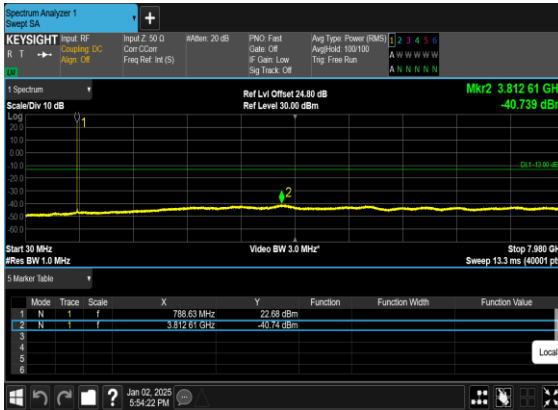 Spectrum Analyzer 1
Swept SA
+
KEYSIGHT Input: RF Input Z: 50 Ω #Atten: 20 dB PNO: Fast Avg Type: Power (RMS) 1 2 3 4 5 6
R T Coupling: DC Corr CCorr Gate: Off Avg|Hold: 100/100 A W W W W W
Align: Off Freq Ref: Int (S) IF Gain: Low Trig: Free Run
Sig Track: Off A N N N N N
1 Spectrum
Scale/Div 10 dB Ref Lvl Offset 24.80 dB Mkr2 3.812 61 GHz
Ref Level 30.00 dBm -40.739 dBm
Log
20.0 1
10.0
0.00
-10.0 DL1 -13.00 dB
-20.0
-30.0
-40.0 2
-50.0
-60.0
Start 30 MHz Video BW 3.0 MHz* Stop 7.980 GH
#Res BW 1.0 MHz Sweep 13.3 ms (40001 pt
5 Marker Table
Mode Trace Scale X Y Function Function Width Function Value
1 N 1 f 788.63 MHz 22.68 dBm
2 N 1 f 3.812 61 GHz -40.74 dBm
3
4
5
6
Local
? Jan 02, 2025
5:54:22 PM